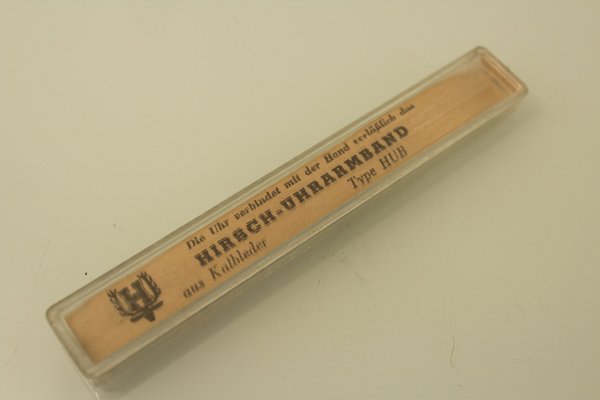 Die Uhr verbindet mit der Hand verläßlich das
HIRSCH-UHRARMBAND
aus Kalbleder Type HUB
H